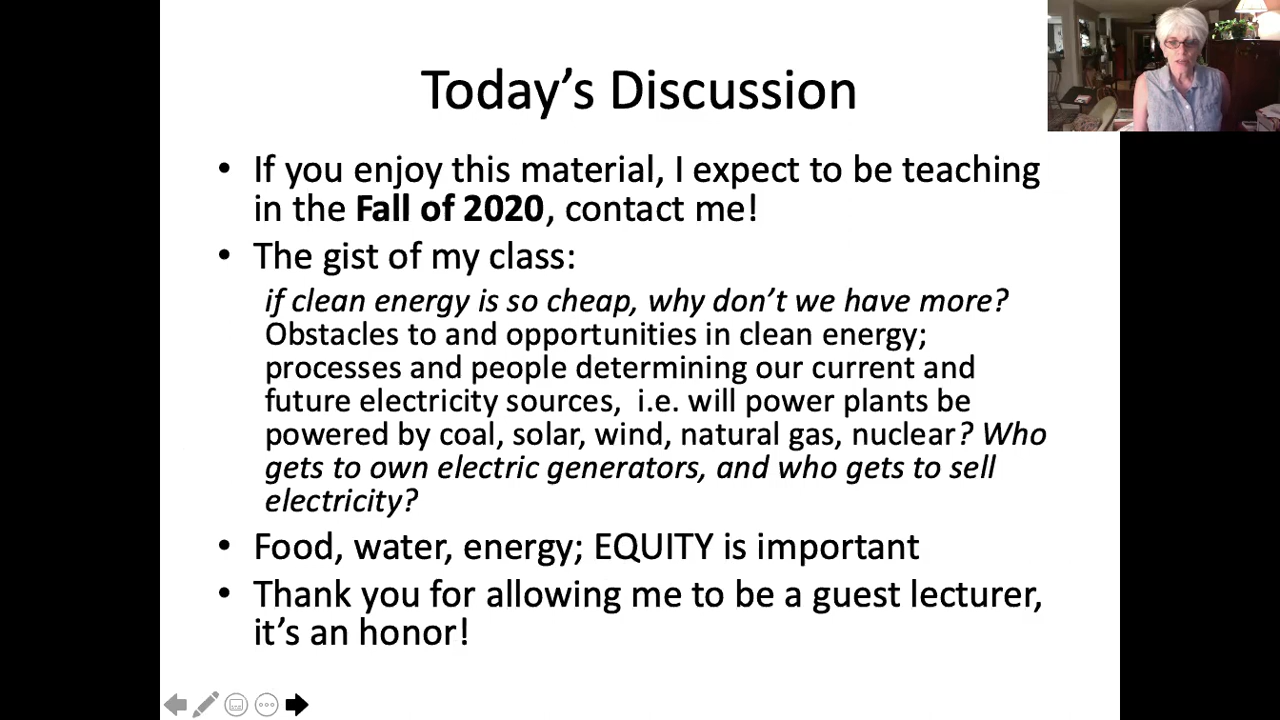 Today's Discussion
• If you enjoy this material, I expect to be teaching
in the Fall of 2020, contact me!
• The gist of my class:
if clean energy is so cheap, why don't we have more?
Obstacles to and opportunities in clean energy;
processes and people determining our current and
future electricity sources, i.e. will power plants be
powered by coal, solar, wind, natural gas, nuclear? Who
gets to own electric generators, and who gets to sell
electricity?
• Food, water, energy; EQUITY is important
• Thank you for allowing me to be a guest lecturer,
it's an honor!